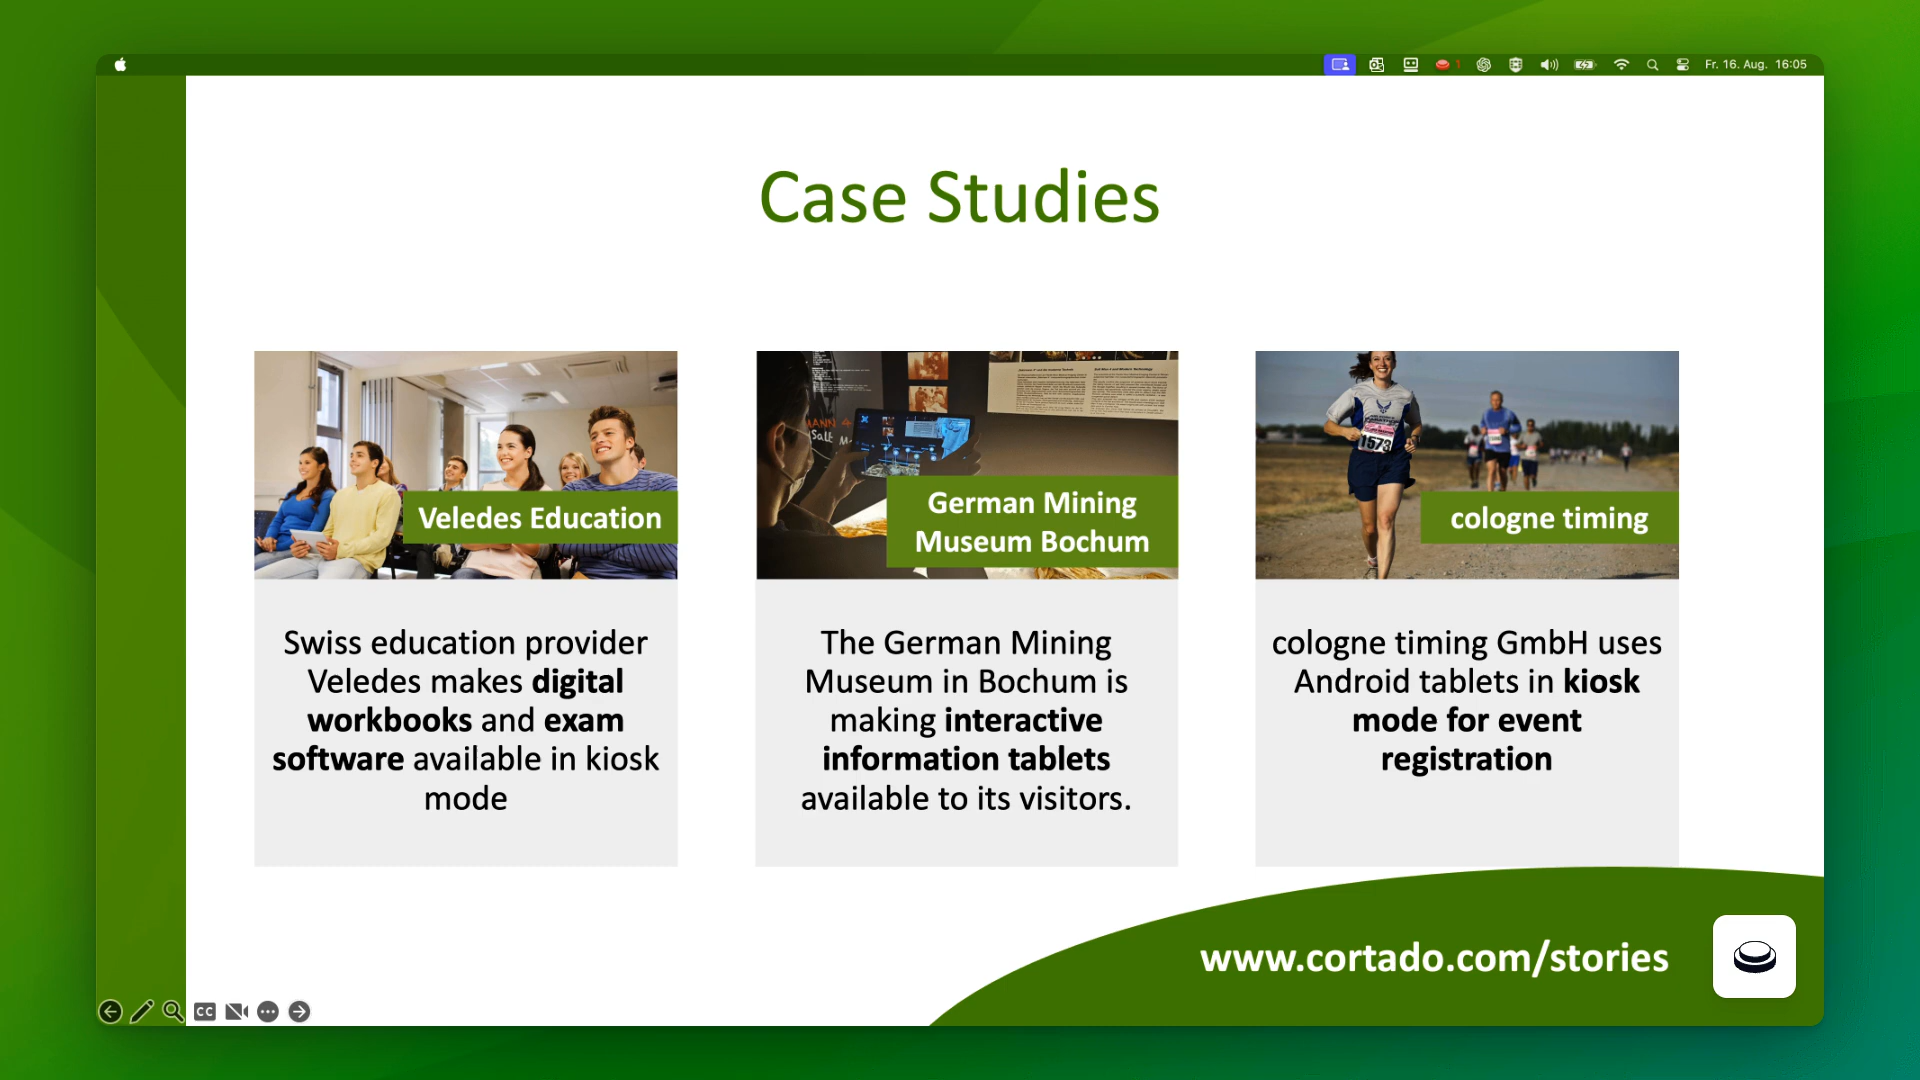 1
Fr. 16. Aug. 16:05
Case Studies
Veledes Education
Swiss education provider
Veledes makes digital
workbooks and exam
software available in kiosk
mode
German Mining
Museum Bochum
The German Mining
Museum in Bochum is
making interactive
information tablets
available to its visitors.
1573
cologne timing
cologne timing GmbH uses
Android tablets in kiosk
mode for event
registration
www.cortado.com/stories
CC